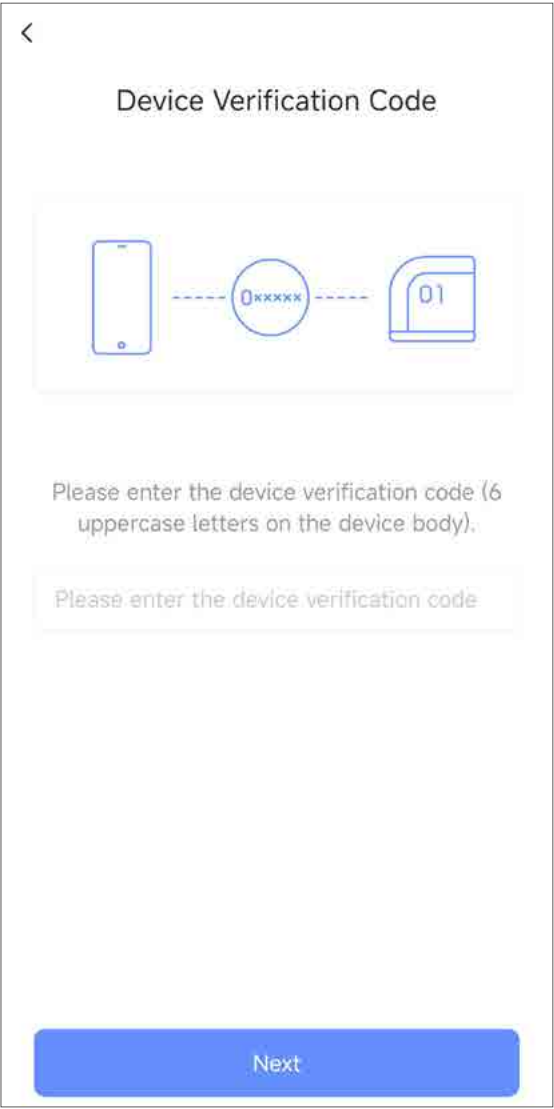 Device Verification Code
0xxxxx
01
Please enter the device verification code (6
uppercase letters on the device body).
Please enter the device verification code
Next